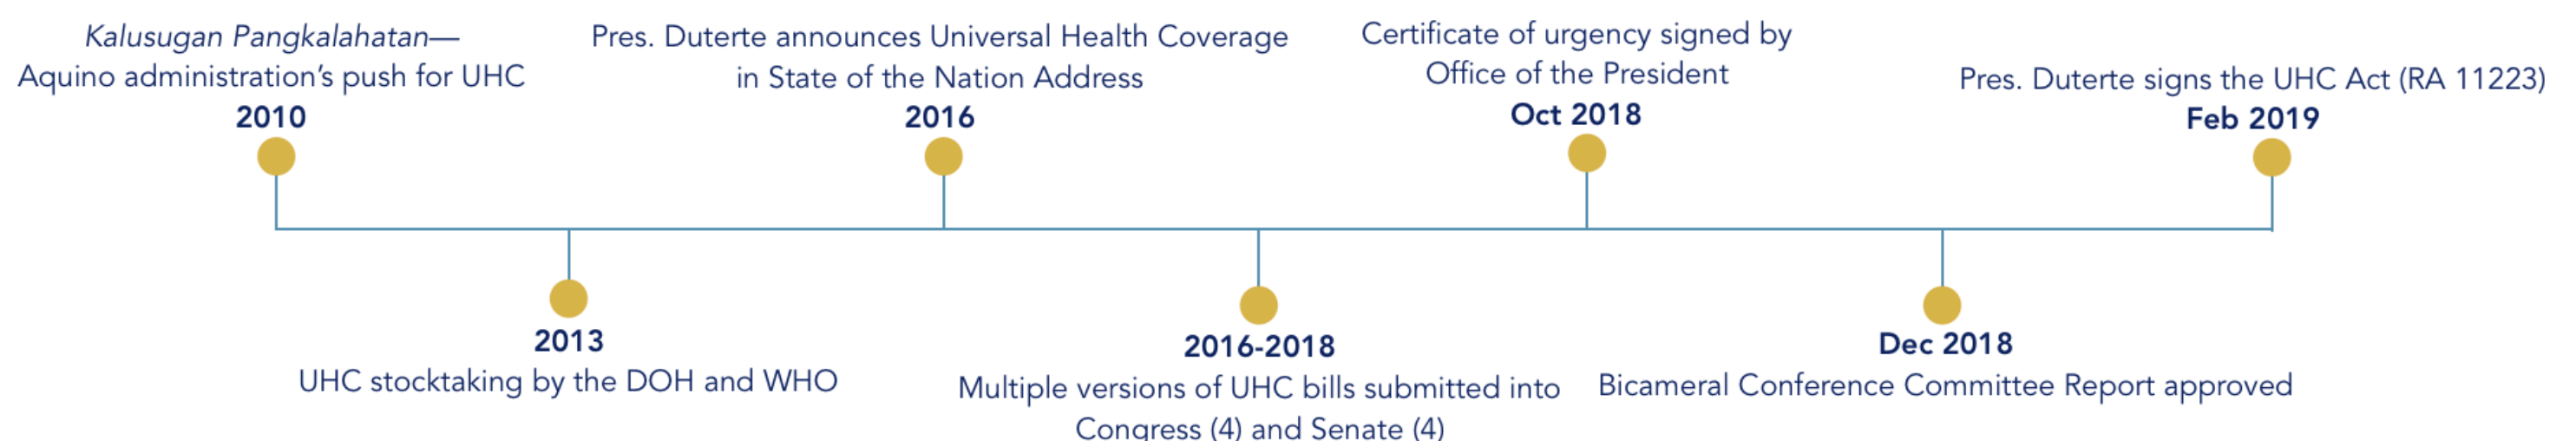 Kalusugan Pangkalahatan—
Aquino administration’s push for UHC
2010
2013
UHC stocktaking by the DOH and WHO
Pres. Duterte announces Universal Health Coverage
in State of the Nation Address
2016
2016-2018
Multiple versions of UHC bills submitted into
Congress (4) and Senate (4)
Certificate of urgency signed by
Office of the President
Oct 2018
Dec 2018
Bicameral Conference Committee Report approved
Pres. Duterte signs the UHC Act (RA 11223)
Feb 2019